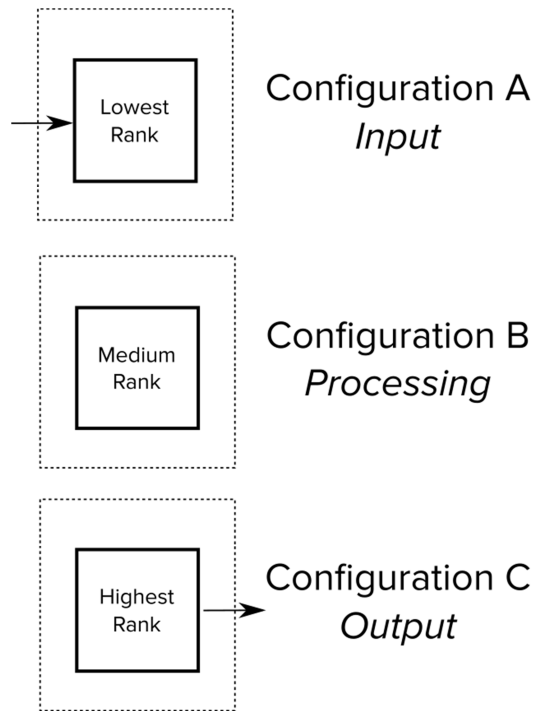 Lowest
Rank
Configuration A
Input
Medium
Rank
Configuration B
Processing
Highest
Rank
Configuration C
Output